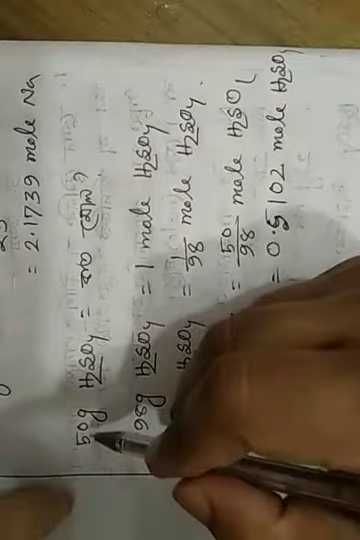 = 2.1739 mole Na
50g H2SO4 = কত মোল?
98g H2SO4 = 1 mole H2SO4
H2SO4 = 1/98 mole H2SO4.
= 50/98 mole H2SO4
= 0.5102 mole H2SO4